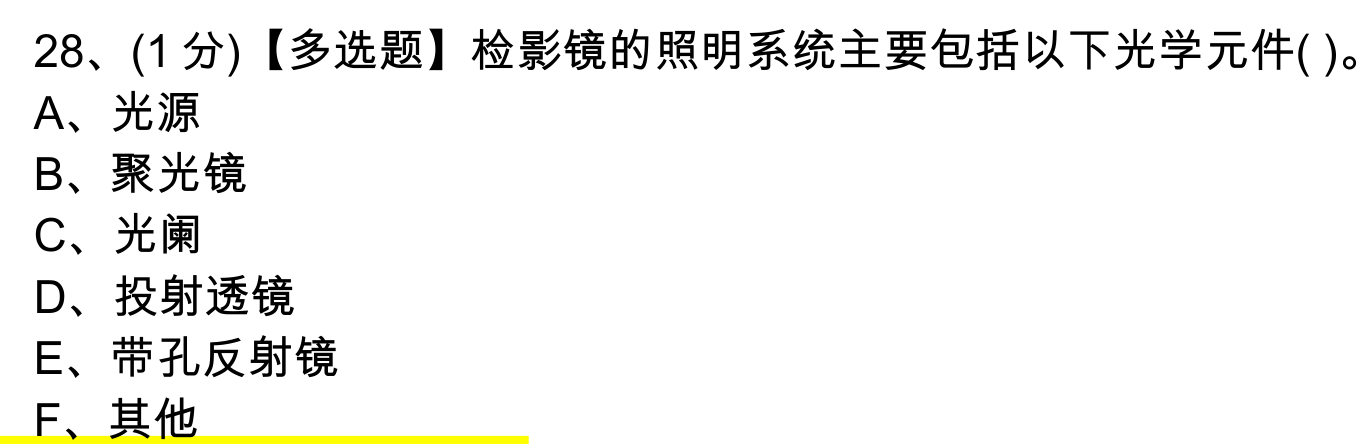 28、(1 分)【多选题】检影镜的照明系统主要包括以下光学元件( )。
A、光源
B、聚光镜
C、光阑
D、投射透镜
E、带孔反射镜
F、其他